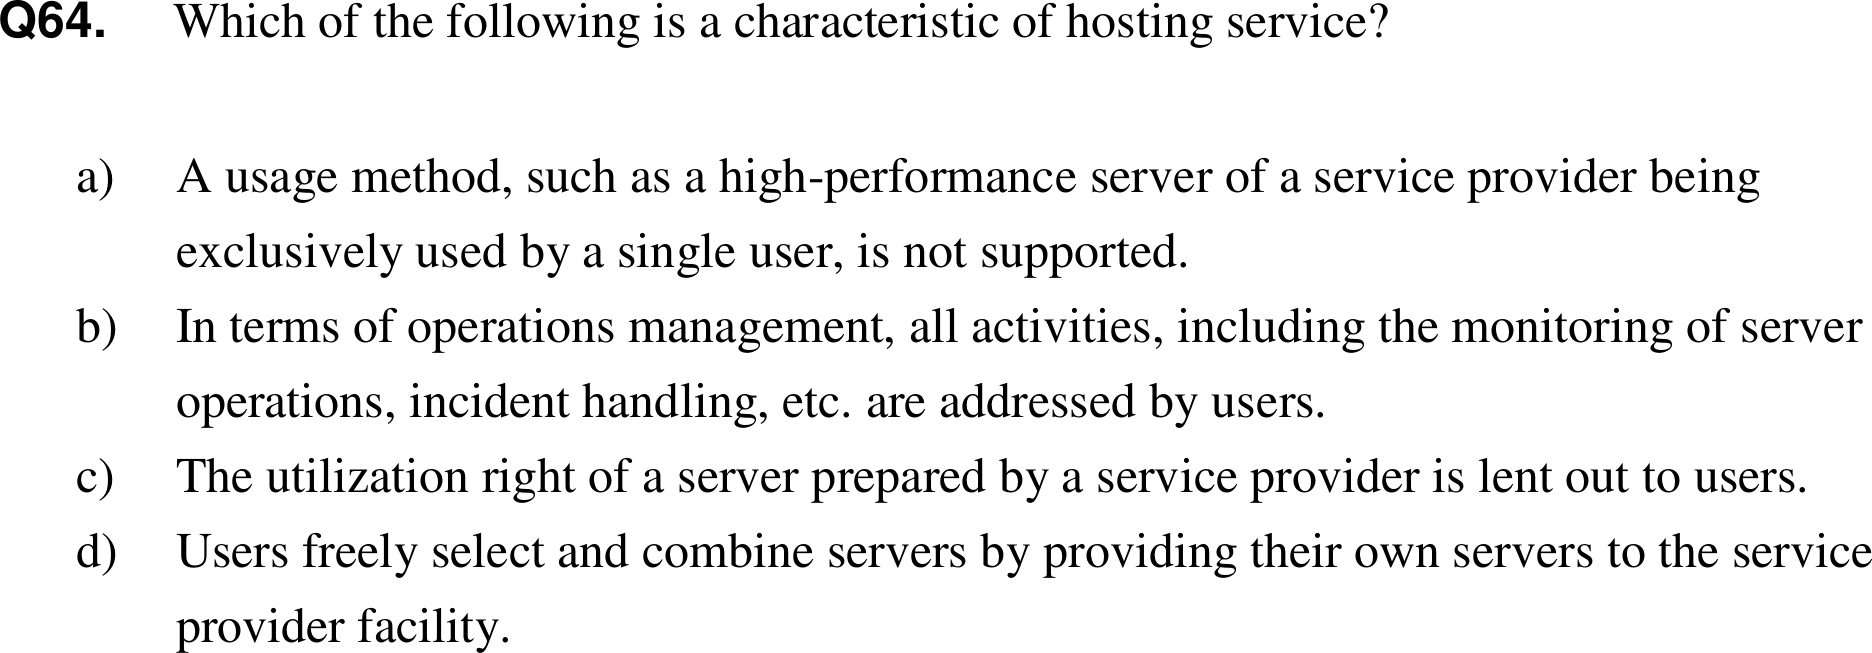 Q64. Which of the following is a characteristic of hosting service?
a) A usage method, such as a high-performance server of a service provider being
exclusively used by a single user, is not supported.
b) In terms of operations management, all activities, including the monitoring of server
operations, incident handling, etc. are addressed by users.
c) The utilization right of a server prepared by a service provider is lent out to users.
d) Users freely select and combine servers by providing their own servers to the service
provider facility.